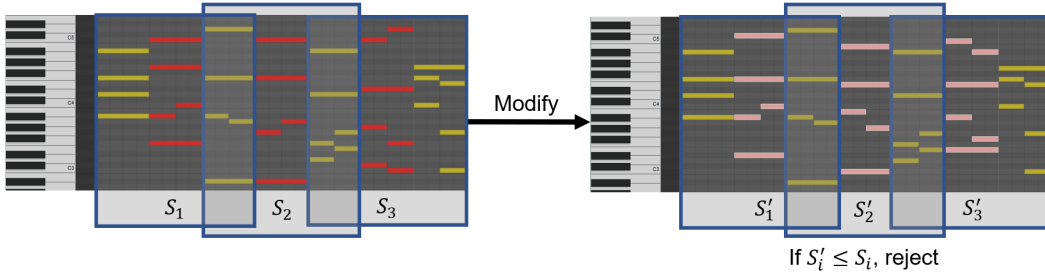 C5
C4
C3
S₁
S₂
S₃
Modify
C5
C4
C3
S′₁
S′₂
S′₃
If S′ᵢ ≤ Sᵢ, reject